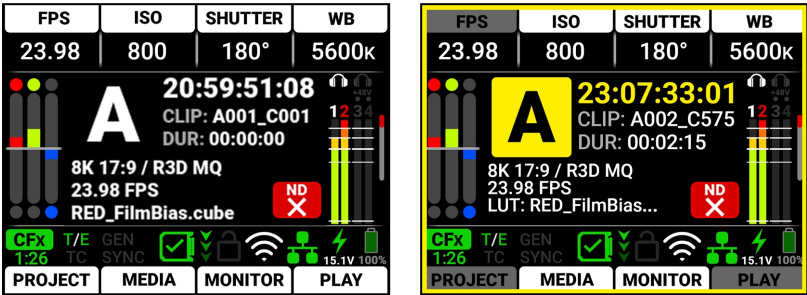 FPS ISO SHUTTER WB
23.98 800 180° 5600K
A
20:59:51:08
CLIP: A001_C001
DUR: 00:00:00
+48V
1 2 3 4
8K 17:9 / R3D MQ
23.98 FPS
RED_FilmBias.cube
ND
CFx T/E GEN
1:26 TC SYNC 15.1V 100%
PROJECT MEDIA MONITOR PLAY
FPS ISO SHUTTER WB
23.98 800 180° 5600K
A
23:07:33:01
CLIP: A002_C575
DUR: 00:02:15
+48V
1 2 3 4
8K 17:9 / R3D MQ
23.98 FPS
LUT: RED_FilmBias...
ND
CFx T/E GEN
1:26 TC SYNC 15.1V 100%
PROJECT MEDIA MONITOR PLAY